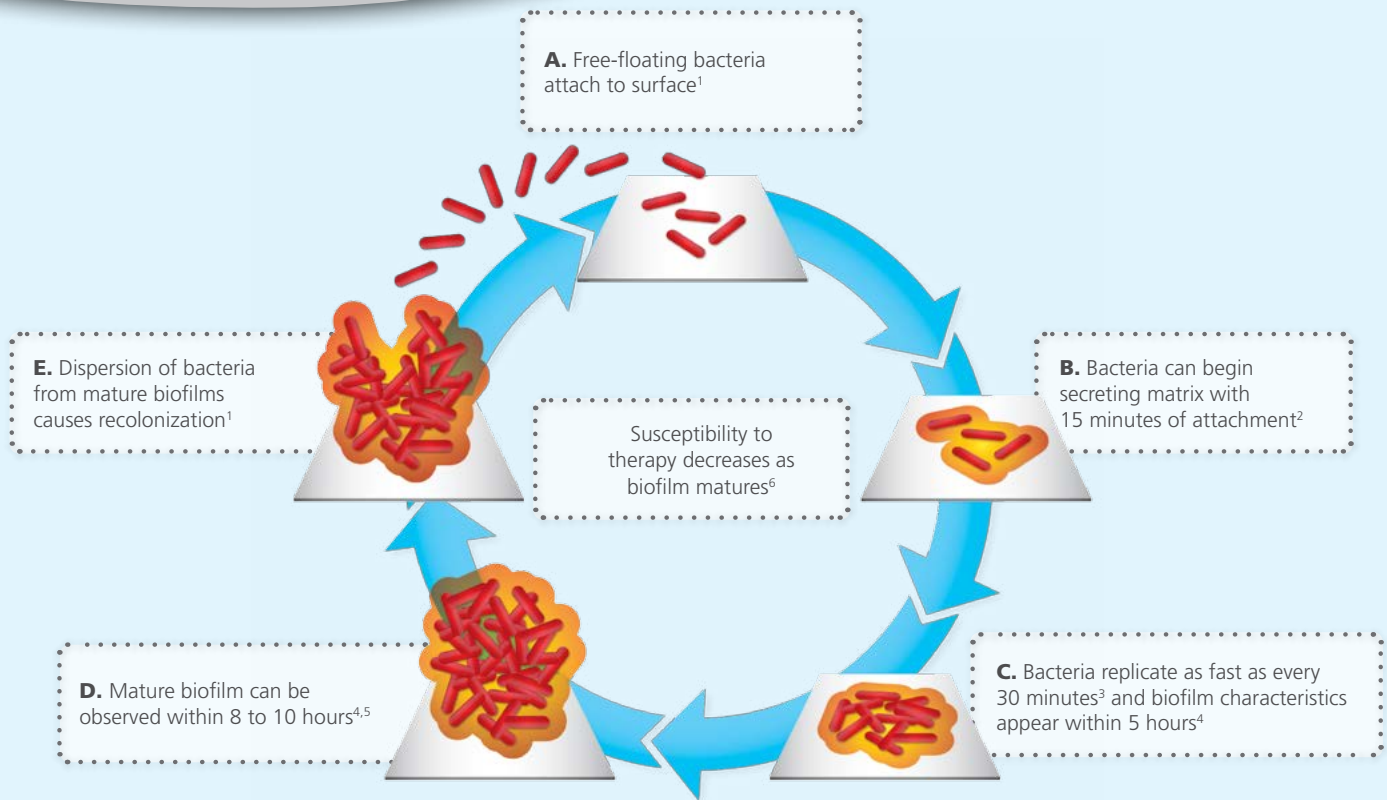 A. Free-floating bacteria
attach to surface¹
B. Bacteria can begin
secreting matrix with
15 minutes of attachment²
C. Bacteria replicate as fast as every
30 minutes³ and biofilm characteristics
appear within 5 hours⁴
D. Mature biofilm can be
observed within 8 to 10 hours⁴,⁵
E. Dispersion of bacteria
from mature biofilms
causes recolonization¹
Susceptibility to
therapy decreases as
biofilm matures⁶